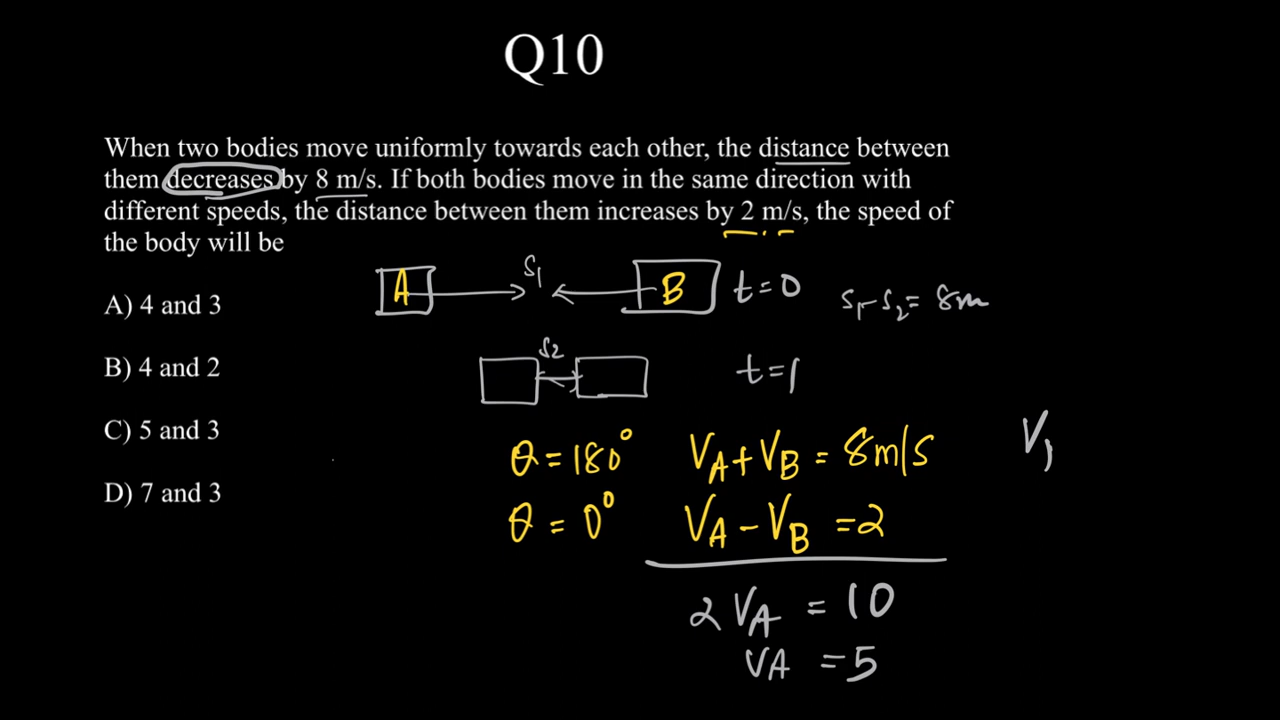 Q10
When two bodies move uniformly towards each other, the distance between
them decreases by 8 m/s. If both bodies move in the same direction with
different speeds, the distance between them increases by 2 m/s, the speed of
the body will be
A) 4 and 3
B) 4 and 2
C) 5 and 3
D) 7 and 3
A S1 B t=0 S1-S2= 8m
S2 t=1
θ=180° VA+VB = 8m/s V1
θ = 0° VA-VB =2
2VA = 10
VA =5